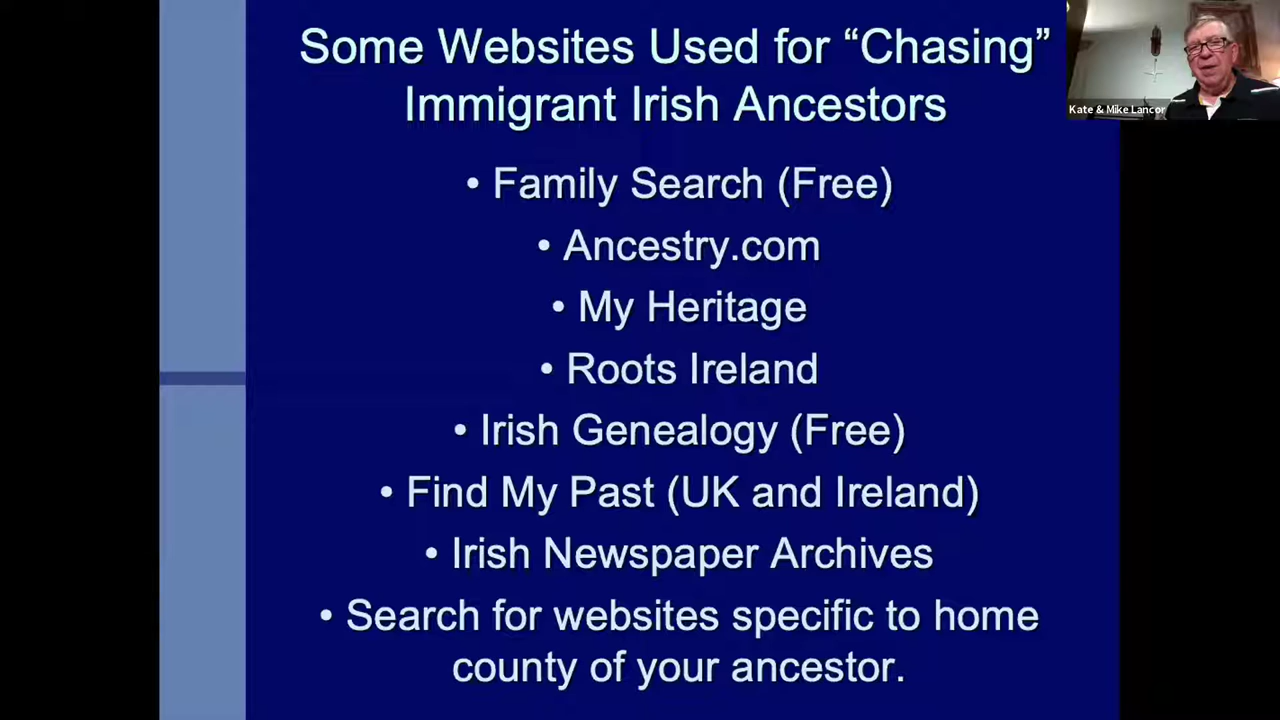 Some Websites Used for “Chasing”
Immigrant Irish Ancestors
Kate & Mike Lancor
• Family Search (Free)
• Ancestry.com
• My Heritage
• Roots Ireland
• Irish Genealogy (Free)
• Find My Past (UK and Ireland)
• Irish Newspaper Archives
• Search for websites specific to home
county of your ancestor.